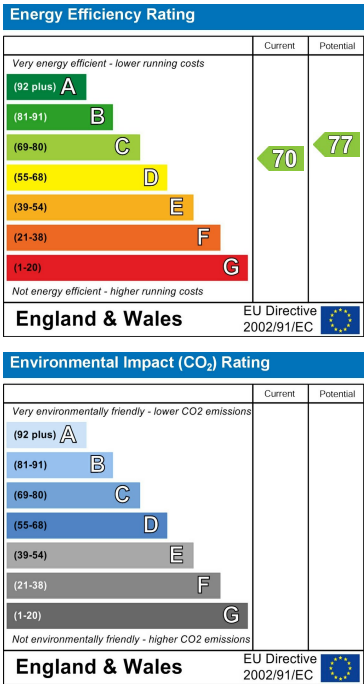 Energy Efficiency Rating
Current Potential
Very energy efficient - lower running costs
(92 plus) A
(81-91) B
(69-80) C
(55-68) D
(39-54) E
(21-38) F
(1-20) G
70
77
Not energy efficient - higher running costs
England & Wales
EU Directive
2002/91/EC
Environmental Impact (CO₂) Rating
Current Potential
Very environmentally friendly - lower CO2 emissions
(92 plus) A
(81-91) B
(69-80) C
(55-68) D
(39-54) E
(21-38) F
(1-20) G
Not environmentally friendly - higher CO2 emissions
England & Wales
EU Directive
2002/91/EC